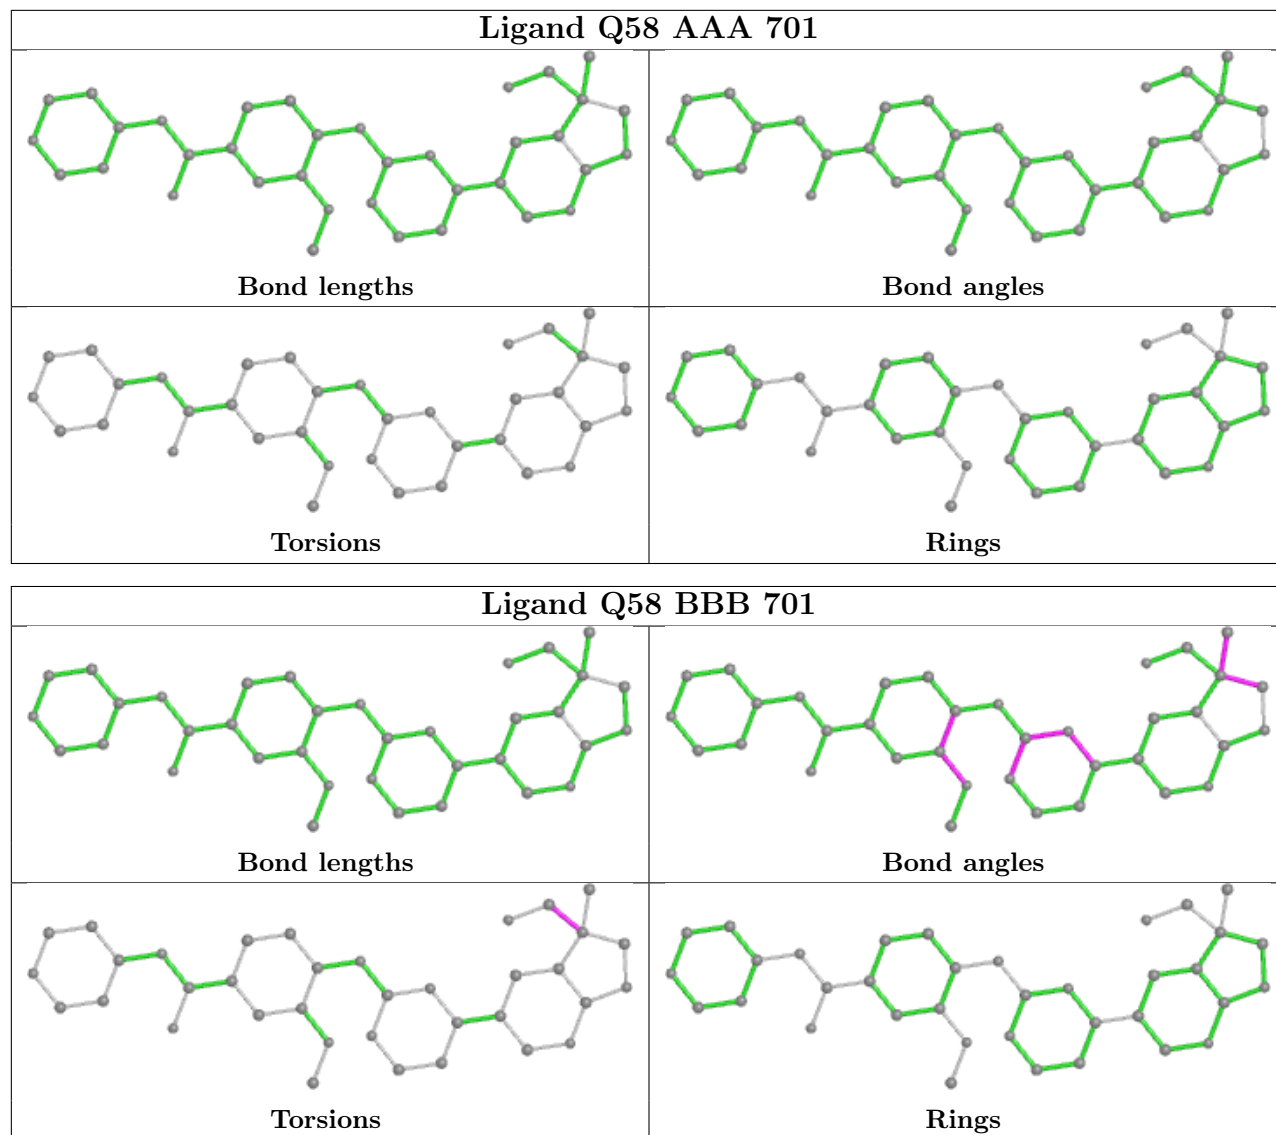 Ligand Q58 AAA 701
Bond lengths
Bond angles
Torsions
Rings
Ligand Q58 BBB 701
Bond lengths
Bond angles
Torsions
Rings